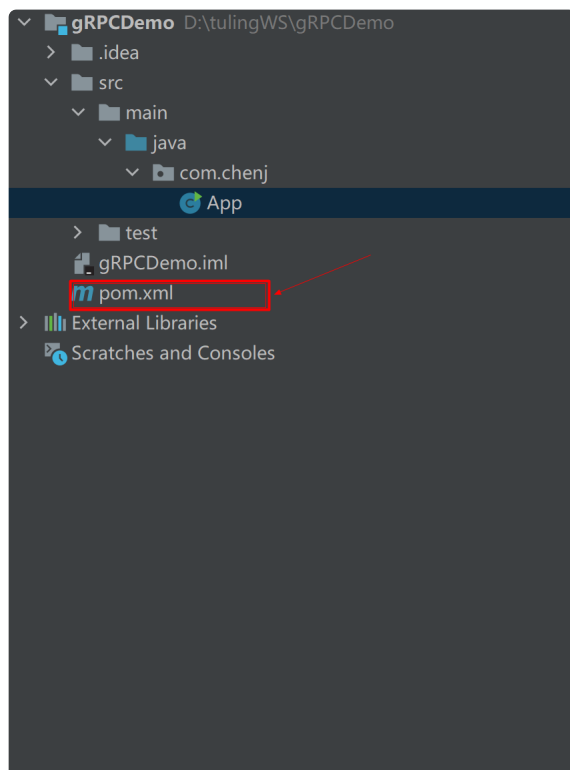 gRPCDemo D:\tulingWS\gRPCDemo
.idea
src
main
java
com.chenj
App
test
gRPCDemo.iml
pom.xml
External Libraries
Scratches and Consoles